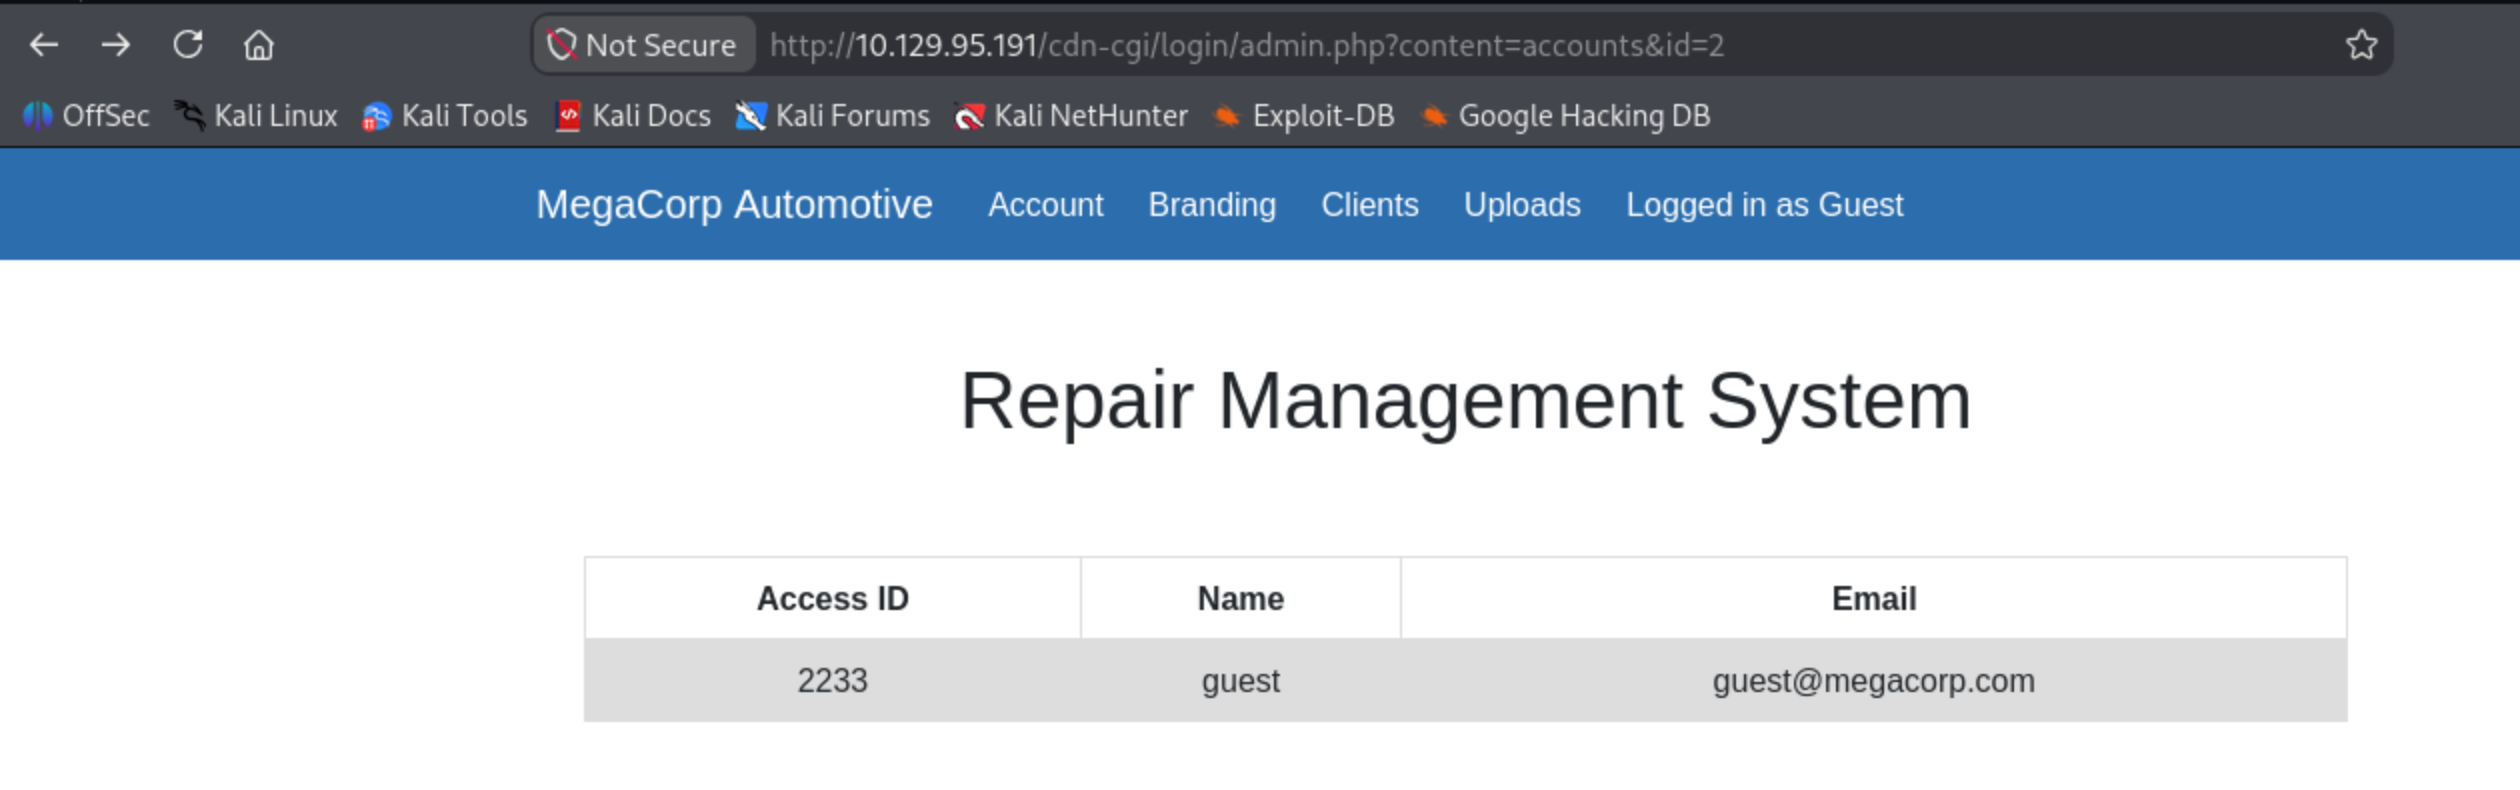 Not Secure http://10.129.95.191/cdn-cgi/login/admin.php?content=accounts&id=2
OffSec Kali Linux Kali Tools Kali Docs Kali Forums Kali NetHunter Exploit-DB Google Hacking DB
MegaCorp Automotive Account Branding Clients Uploads Logged in as Guest
Repair Management System
Access ID Name Email
2233 guest guest@megacorp.com